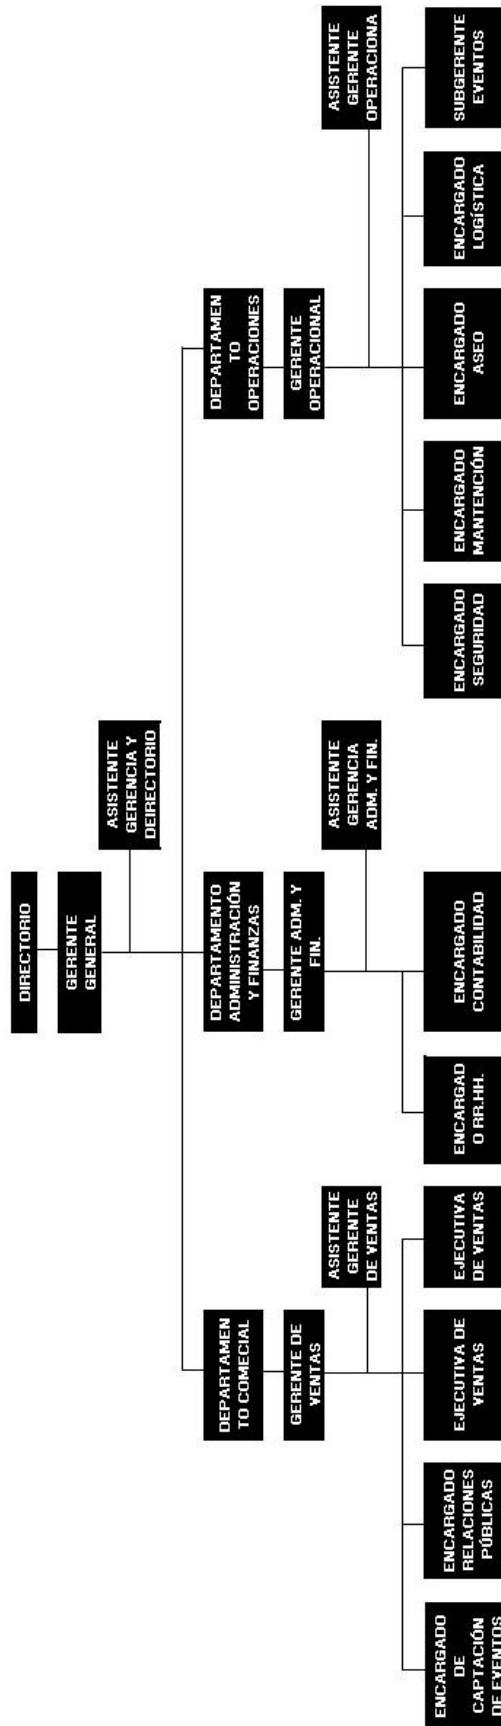 DIRECTORIO
GERENTE
GENERAL
ASISTENTE
GERENCIA Y
DEIRECTORIO
DEPARTAMEN
TO COMECIAL
DEPARTAMENTO
ADMINISTRACIÓN
Y FINANZAS
DEPARTAMEN
TO
OPERACIONES
GERENTE DE
VENTAS
GERENTE ADM. Y
FIN.
GERENTE
OPERACIONAL
ASISTENTE
GERENTE
DE VENTAS
ASISTENTE
GERENCIA
ADM. Y FIN.
ASISTENTE
GERENTE
OPERACIONA
ENCARGADO
DE
CAPTACIÓN
DE EVENTOS
ENCARGADO
RELACIONES
PÚBLICAS
EJECUTIVA DE
VENTAS
EJECUTIVA
DE VENTAS
ENCARGAD
O RR.HH.
ENCARGADO
CONTABILIDAD
ENCARGADO
SEGURIDAD
ENCARGADO
MANTENCIÓN
ENCARGADO
ASEO
ENCARGADO
LOGÍSTICA
SUBGERENTE
EVENTOS